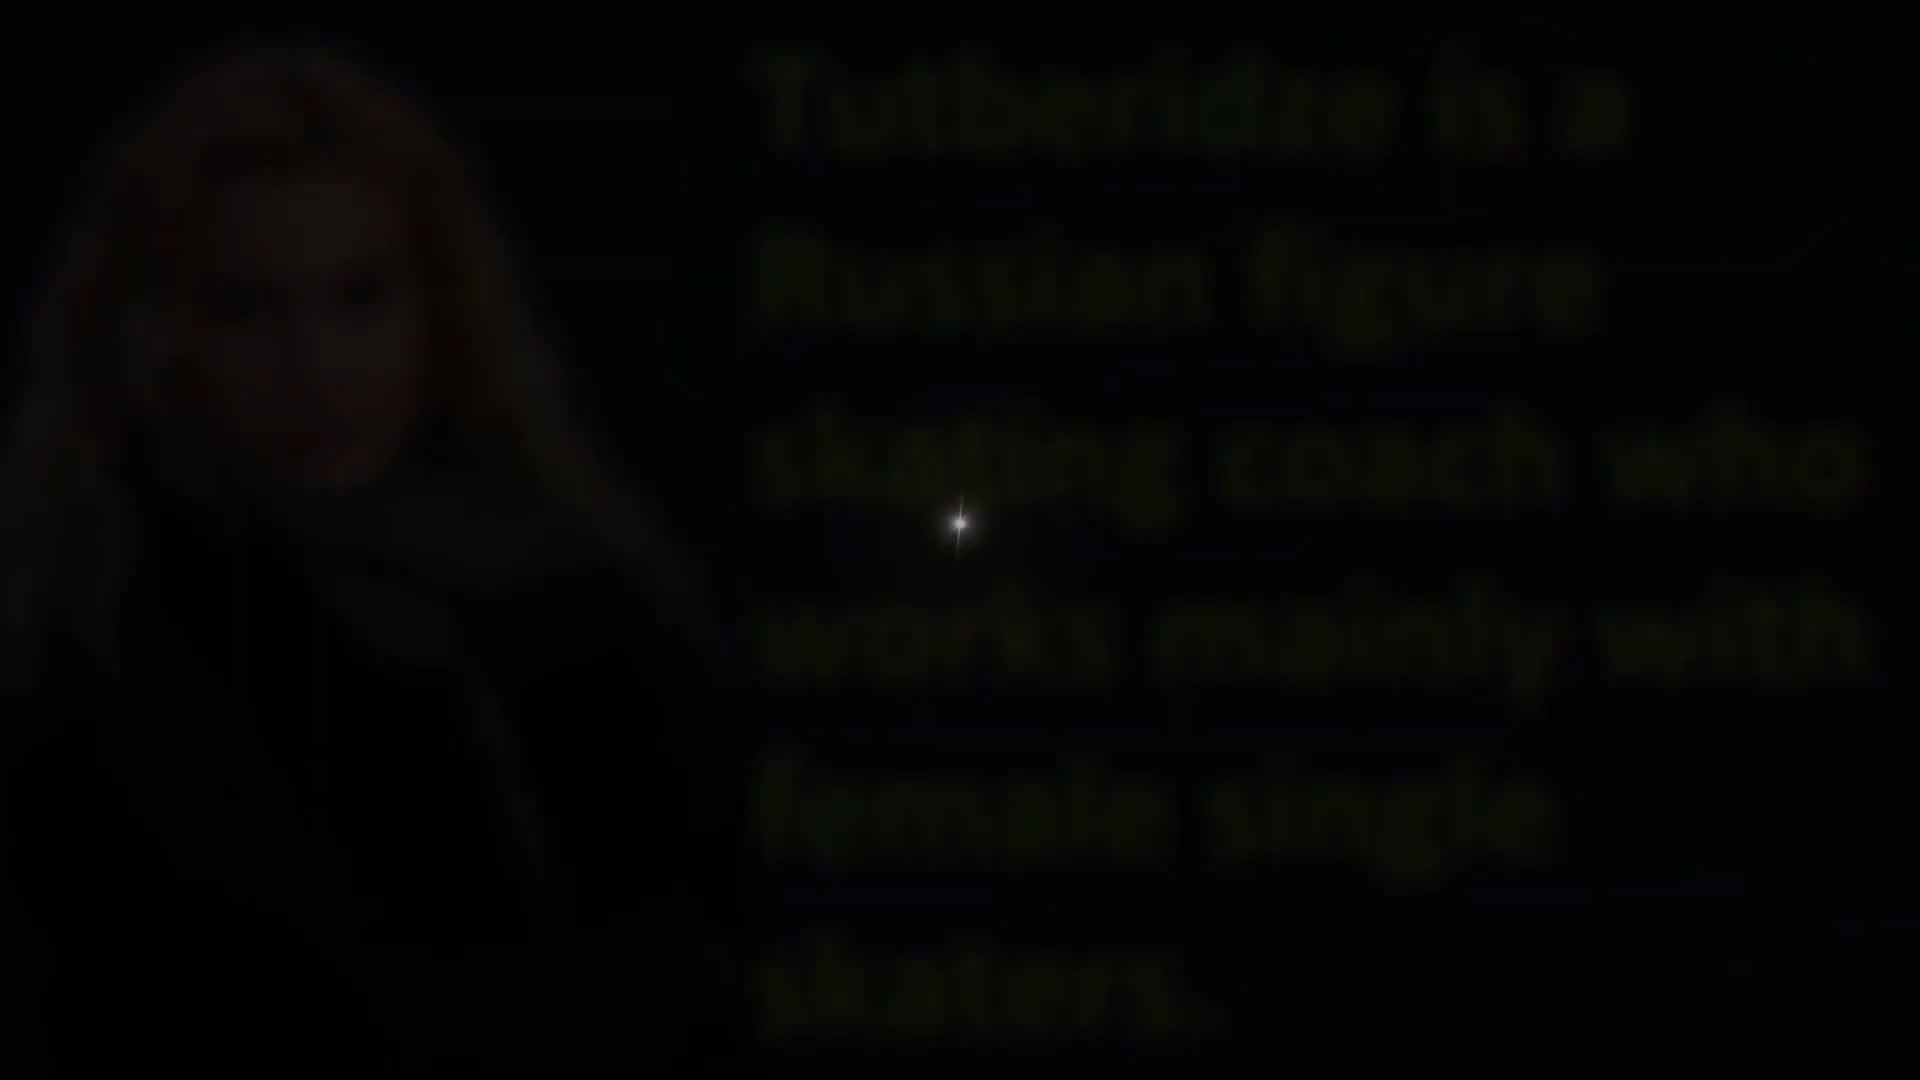 Tutberidze is a
Russian figure
skating coach who
works mainly with
female single
skaters.